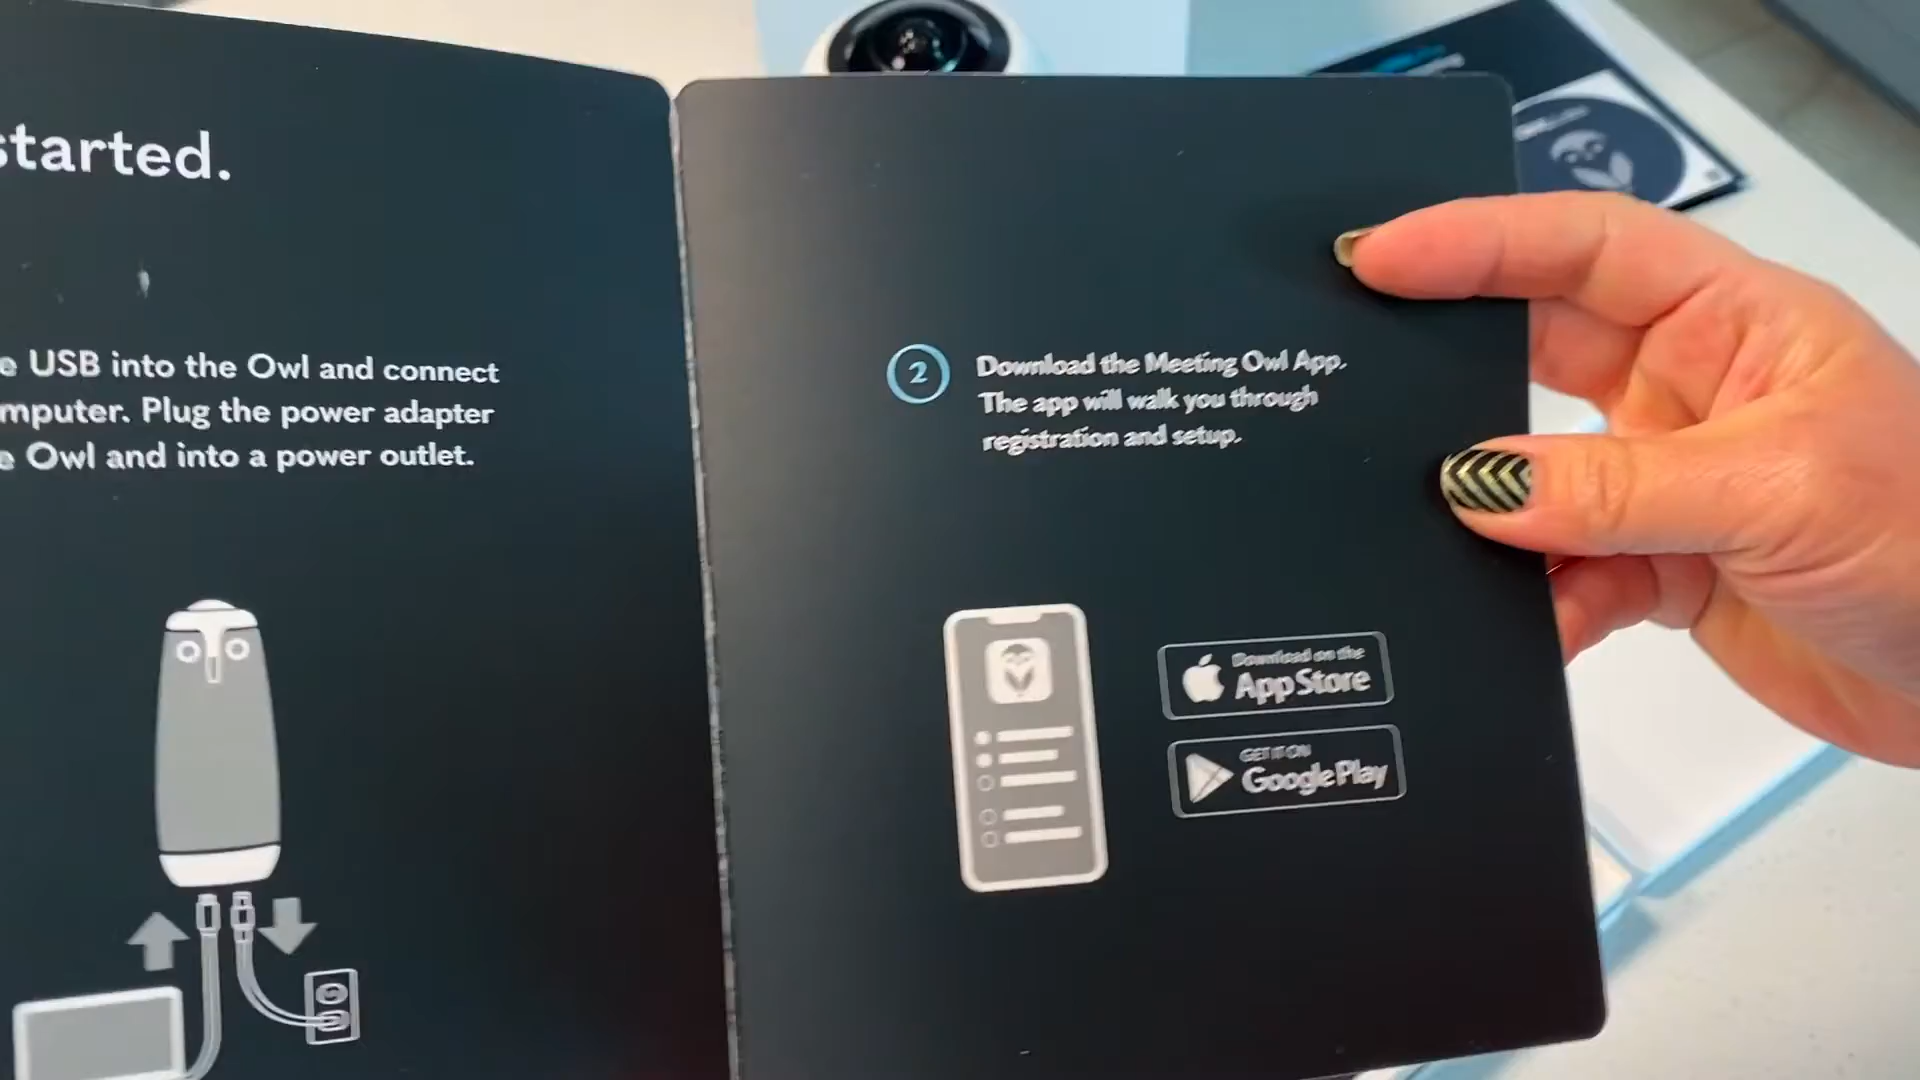 started.
USB into the Owl and connect
Plug the power adapter
Owl and into a power outlet.
2
Download the Meeting Owl App.
The app will walk you through
registration and setup.
Download on the
App Store
GET IT ON
Google Play